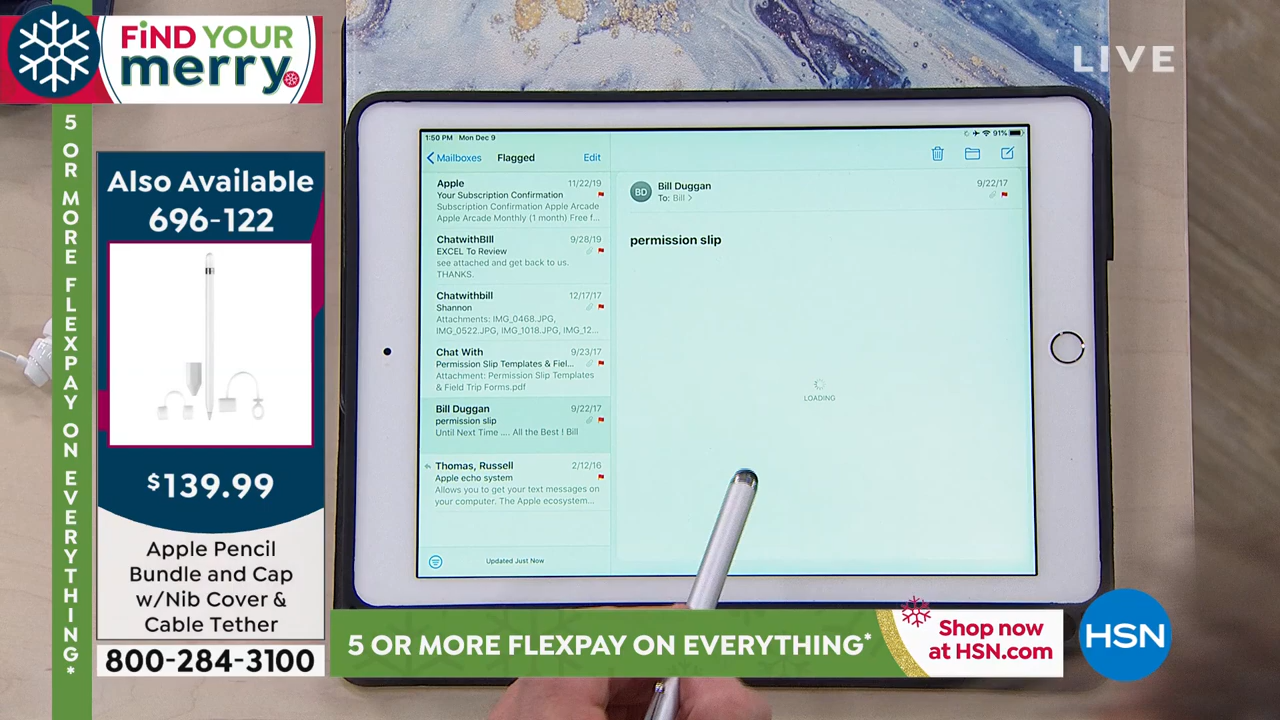 FiND YOUR
merry
LIVE
5 OR MORE FLEXPAY ON EVERYTHING*
Also Available
696-122
$139.99
Apple Pencil
Bundle and Cap
w/Nib Cover &
Cable Tether
800-284-3100
1:50 PM Mon Dec 9
91%
Mailboxes
Flagged
Edit
Apple 11/22/19
Your Subscription Confirmation
Subscription Confirmation Apple Arcade
Apple Arcade Monthly (1 month) Free f...
ChatwithBIll 9/28/19
EXCEL To Review
see attached and get back to us.
THANKS.
Chatwithbill 12/17/17
Shannon
Attachments: IMG_0468.JPG,
IMG_0522.JPG, IMG_1018.JPG, IMG_12...
Chat With 9/23/17
Permission Slip Templates & Fiel...
Attachment: Permission Slip Templates
& Field Trip Forms.pdf
Bill Duggan 9/22/17
permission slip
Until Next Time .... All the Best ! Bill
Thomas, Russell 2/12/16
Apple echo system
Allows you to get your text messages on
your computer. The Apple ecosystem...
Updated Just Now
BD
Bill Duggan 9/22/17
To: Bill >
permission slip
LOADING
5 OR MORE FLEXPAY ON EVERYTHING*
Shop now
at HSN.com
HSN